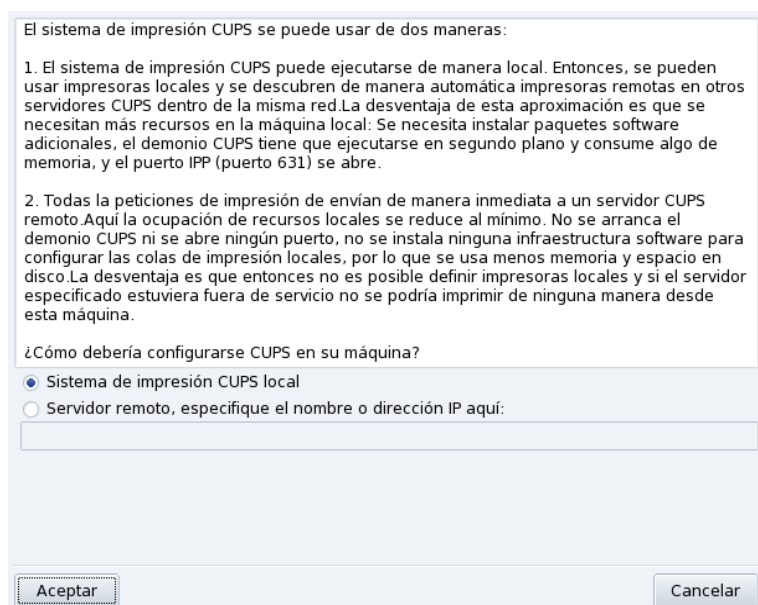 El sistema de impresión CUPS se puede usar de dos maneras:
1. El sistema de impresión CUPS puede ejecutarse de manera local. Entonces, se pueden
usar impresoras locales y se descubren de manera automática impresoras remotas en otros
servidores CUPS dentro de la misma red.La desventaja de esta aproximación es que se
necesitan más recursos en la máquina local: Se necesita instalar paquetes software
adicionales, el demonio CUPS tiene que ejecutarse en segundo plano y consume algo de
memoria, y el puerto IPP (puerto 631) se abre.
2. Todas la peticiones de impresión de envían de manera inmediata a un servidor CUPS
remoto.Aquí la ocupación de recursos locales se reduce al mínimo. No se arranca el
demonio CUPS ni se abre ningún puerto, no se instala ninguna infraestructura software para
configurar las colas de impresión locales, por lo que se usa menos memoria y espacio en
disco.La desventaja es que entonces no es posible definir impresoras locales y si el servidor
especificado estuviera fuera de servicio no se podría imprimir de ninguna manera desde
esta máquina.
¿Cómo debería configurarse CUPS en su máquina?
Sistema de impresión CUPS local
Servidor remoto, especifique el nombre o dirección IP aquí:
Aceptar
Cancelar